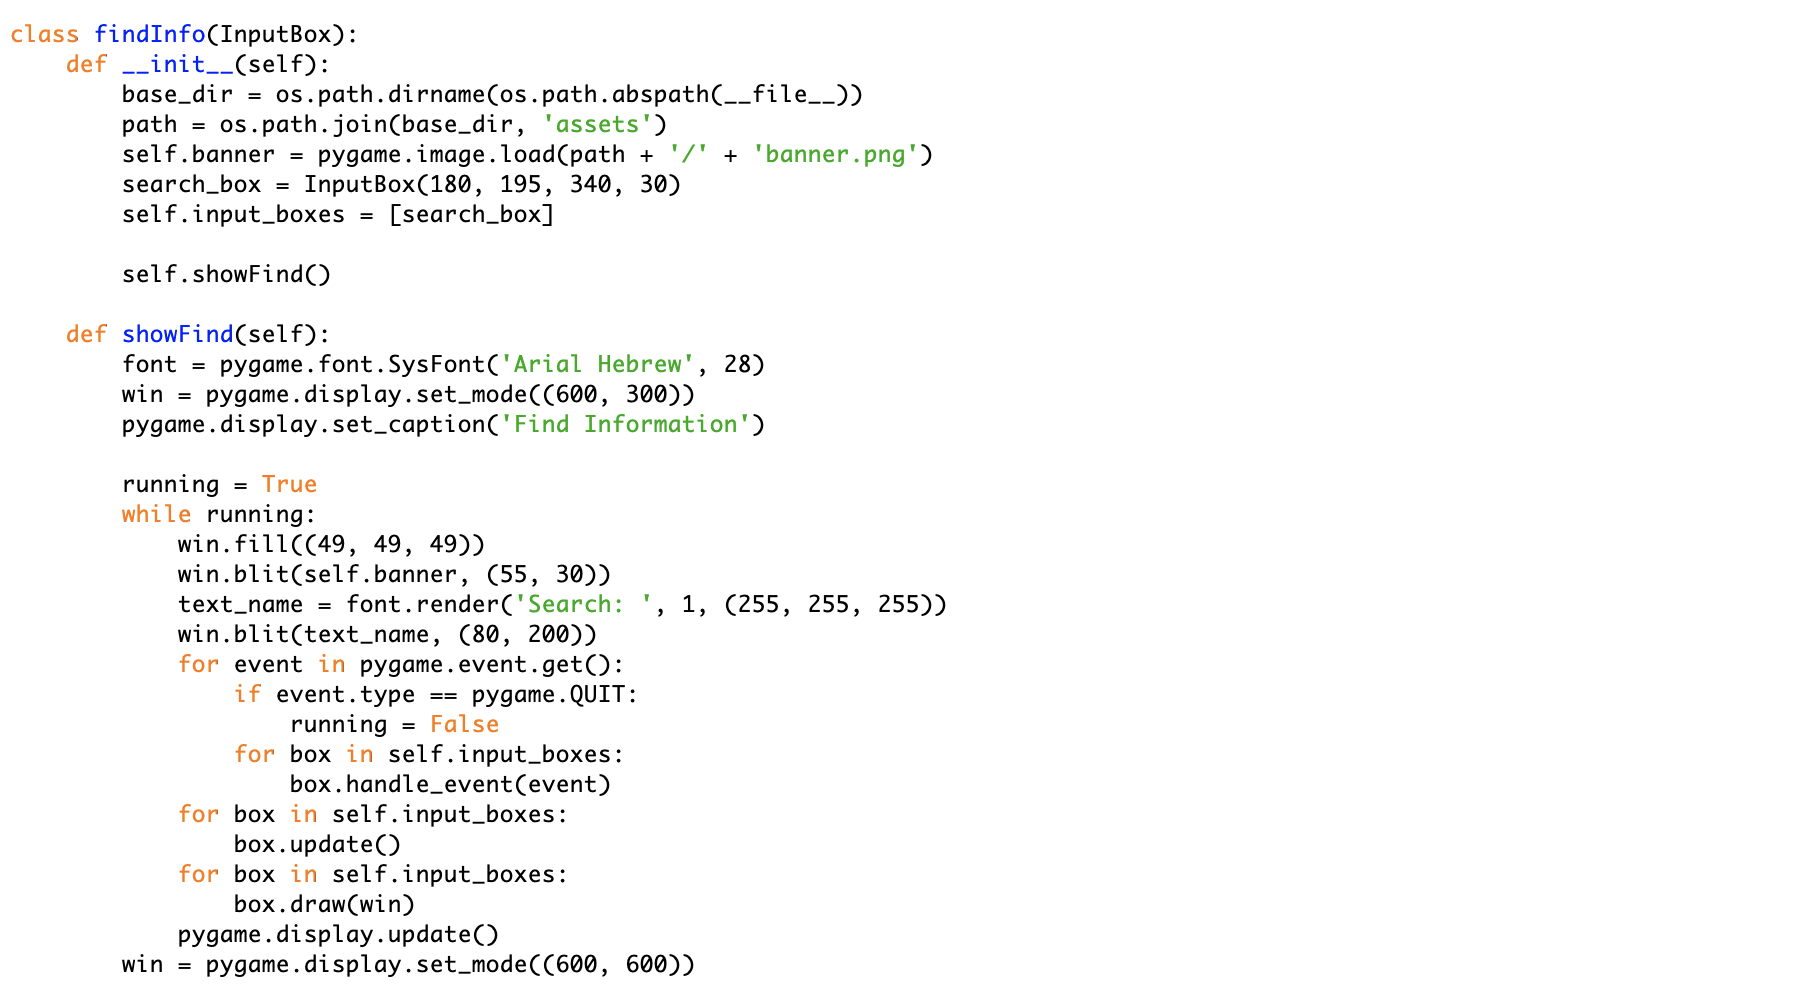 class findInfo(InputBox):
    def __init__(self):
        base_dir = os.path.dirname(os.path.abspath(__file__))
        path = os.path.join(base_dir, 'assets')
        self.banner = pygame.image.load(path + '/' + 'banner.png')
        search_box = InputBox(180, 195, 340, 30)
        self.input_boxes = [search_box]

        self.showFind()

    def showFind(self):
        font = pygame.font.SysFont('Arial Hebrew', 28)
        win = pygame.display.set_mode((600, 300))
        pygame.display.set_caption('Find Information')

        running = True
        while running:
            win.fill((49, 49, 49))
            win.blit(self.banner, (55, 30))
            text_name = font.render('Search: ', 1, (255, 255, 255))
            win.blit(text_name, (80, 200))
            for event in pygame.event.get():
                if event.type == pygame.QUIT:
                    running = False
                for box in self.input_boxes:
                    box.handle_event(event)
            for box in self.input_boxes:
                box.update()
            for box in self.input_boxes:
                box.draw(win)
            pygame.display.update()
        win = pygame.display.set_mode((600, 600))